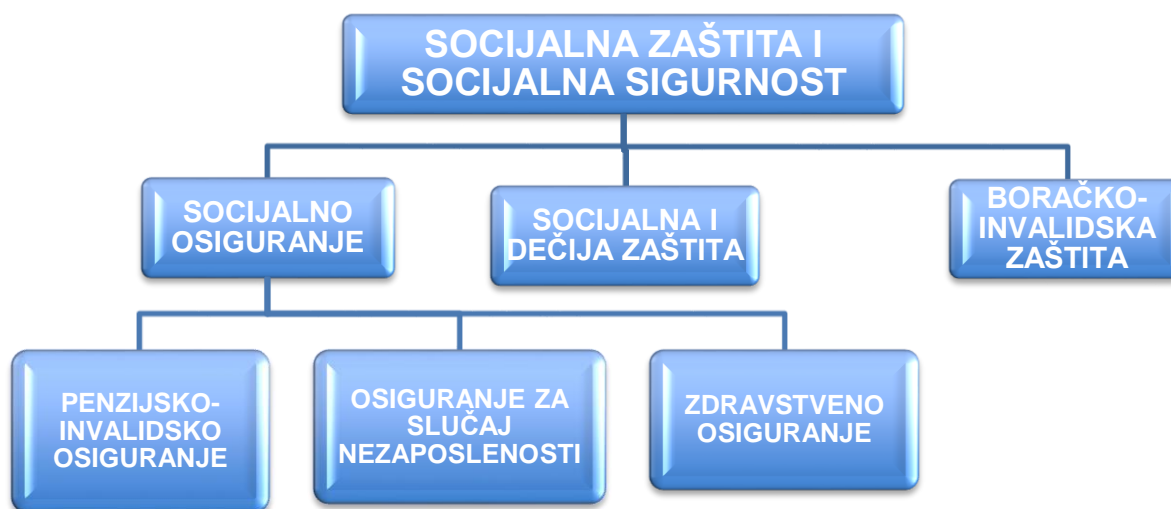 SOCIJALNA ZAŠTITA I
SOCIJALNA SIGURNOST
SOCIJALNO
OSIGURANJE
SOCIJALNA I
DEČIJA ZAŠTITA
BORAČKO-
INVALIDSKA
ZAŠTITA
PENZIJSKO-
INVALIDSKO
OSIGURANJE
OSIGURANJE ZA
SLUČAJ
NEZAPOSLENOSTI
ZDRAVSTVENO
OSIGURANJE